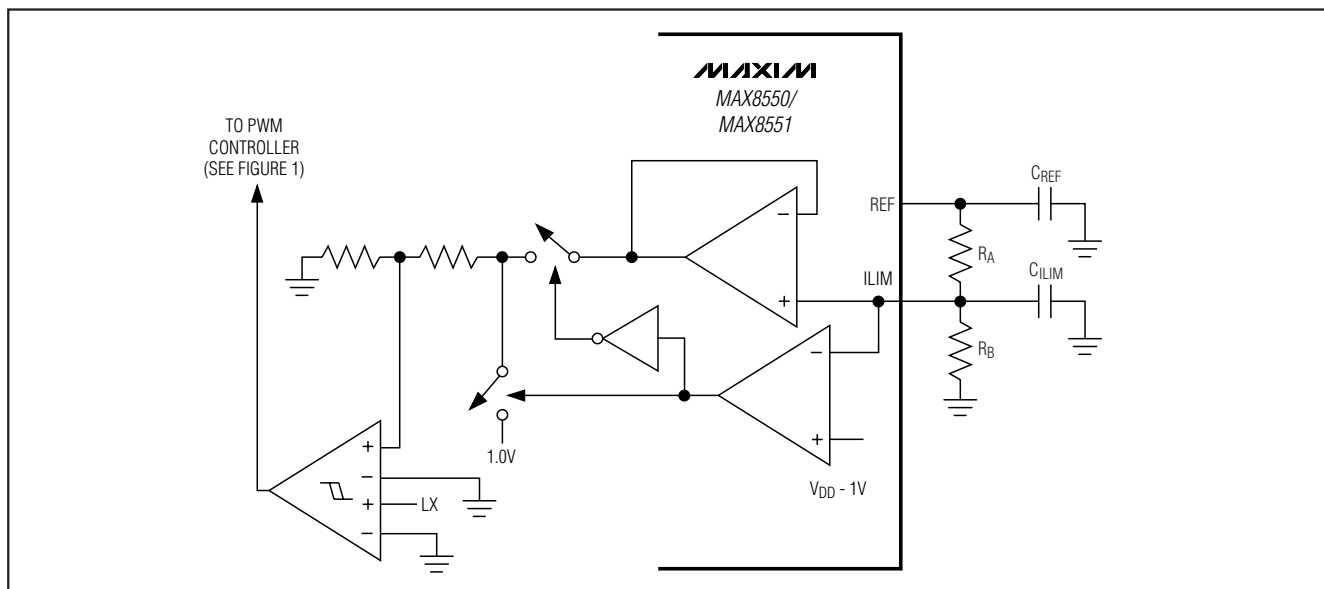 MAXIM
MAX8550/
MAX8551
TO PWM
CONTROLLER
(SEE FIGURE 1)
CREF
REF
-
RA
CILIM
ILIM
+
-
RB
1.0V
+
+
VDD - 1V
-
+
LX
-